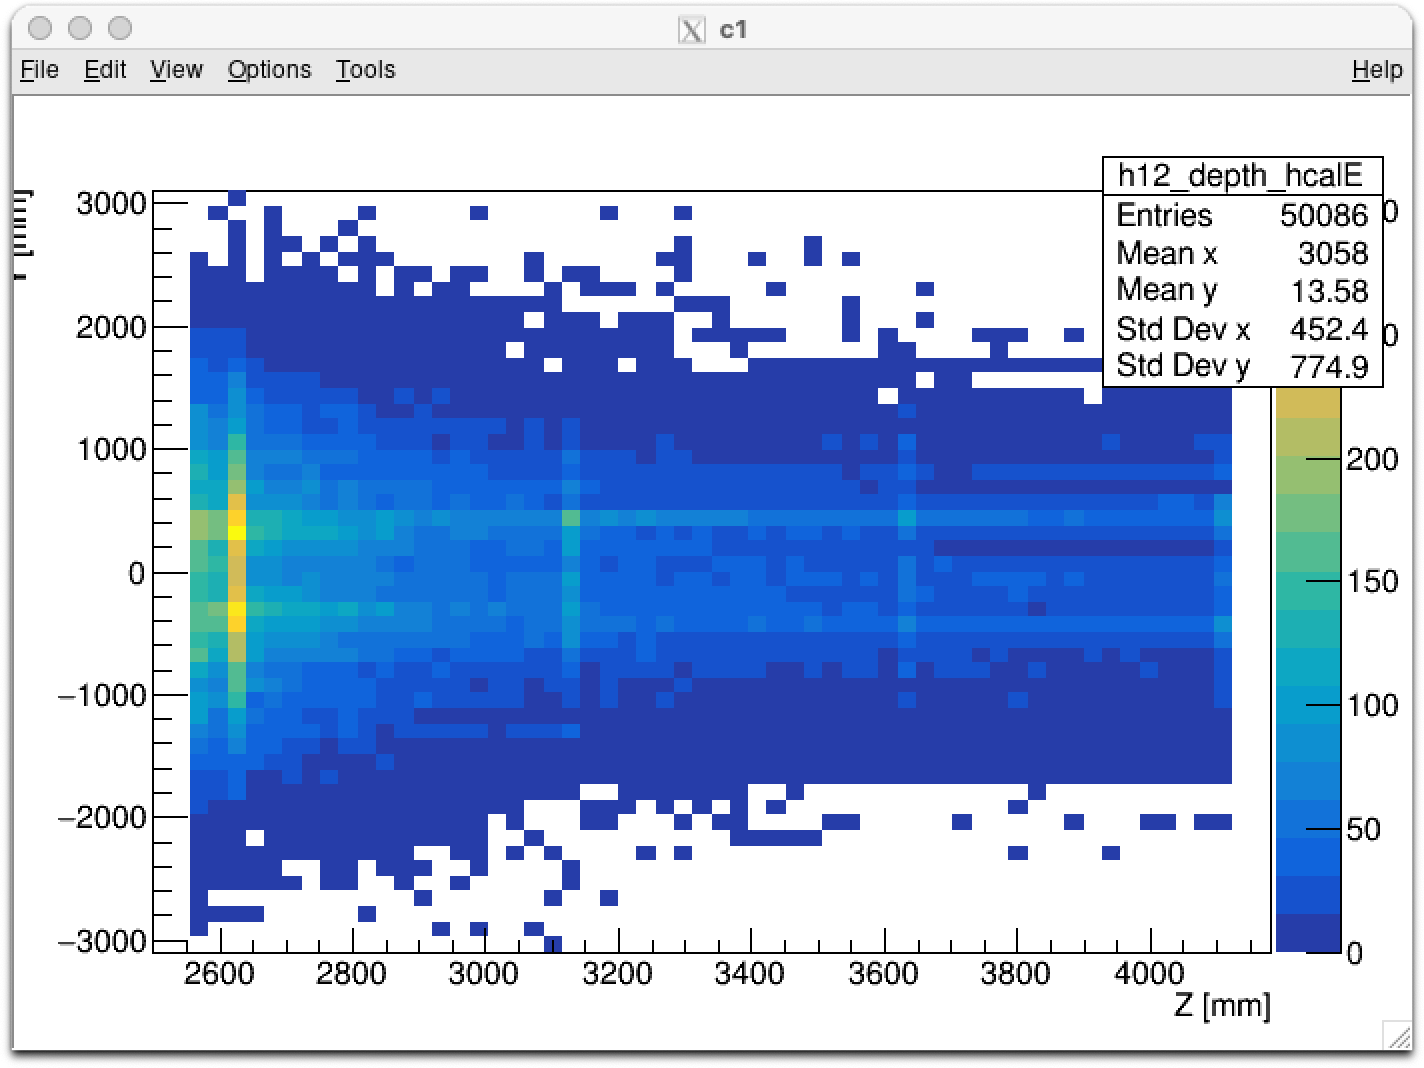 c1
File Edit View Options Tools Help
h12_depth_hcalE
Entries 50086
Mean x 3058
Mean y 13.58
Std Dev x 452.4
Std Dev y 774.9
[mm]
3000
2000
1000
0
−1000
−2000
−3000
2600 2800 3000 3200 3400 3600 3800 4000
Z [mm]
200
150
100
50
0